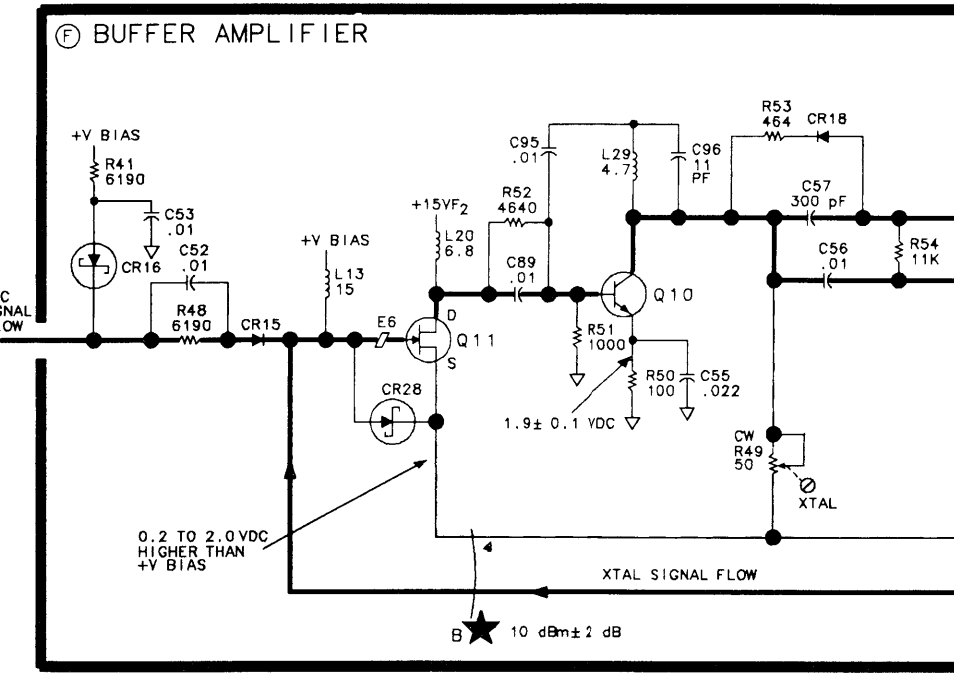 F BUFFER AMPLIFIER
+V BIAS
R41
6190
C53
.01
CR16
C52
.01
R48
6190
CR15
C
GNAL
OW
+V BIAS
L13
15
E6
+15VF2
L20
6.8
D
Q11
S
CR28
R52
4640
C89
.01
C95
.01
L29
4.7
C96
11
PF
Q10
R51
1000
R50
100
C55
.022
1.9± 0.1 VDC
R53
464
CR18
C57
300 pF
C56
.01
R54
11K
CW
R49
50
XTAL
0.2 TO 2.0VDC
HIGHER THAN
+V BIAS
XTAL SIGNAL FLOW
B
10 dBm±2 dB